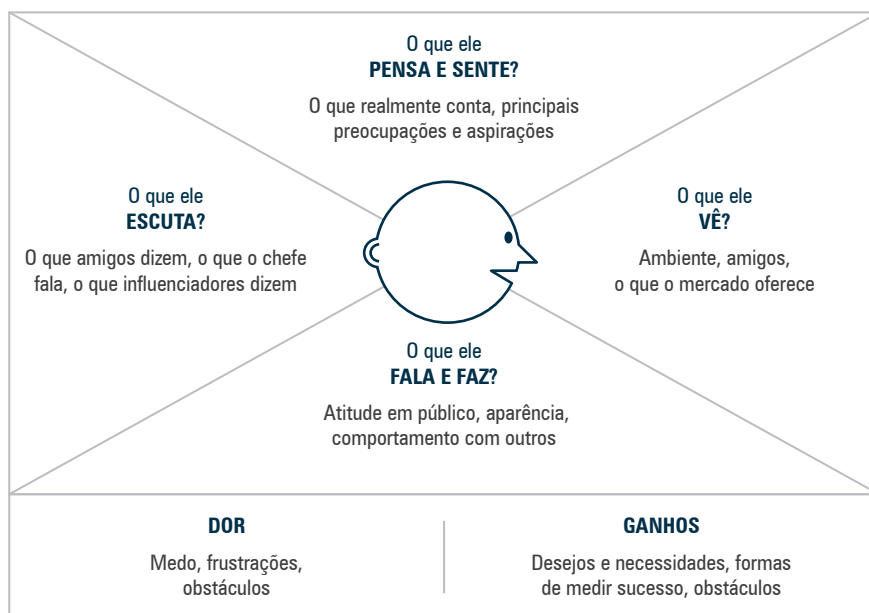 O que ele
PENSA E SENTE?
O que realmente conta, principais
preocupações e aspirações
O que ele
ESCUTA?
O que amigos dizem, o que o chefe
fala, o que influenciadores dizem
O que ele
VÊ?
Ambiente, amigos,
o que o mercado oferece
O que ele
FALA E FAZ?
Atitude em público, aparência,
comportamento com outros
DOR
Medo, frustrações,
obstáculos
GANHOS
Desejos e necessidades, formas
de medir sucesso, obstáculos